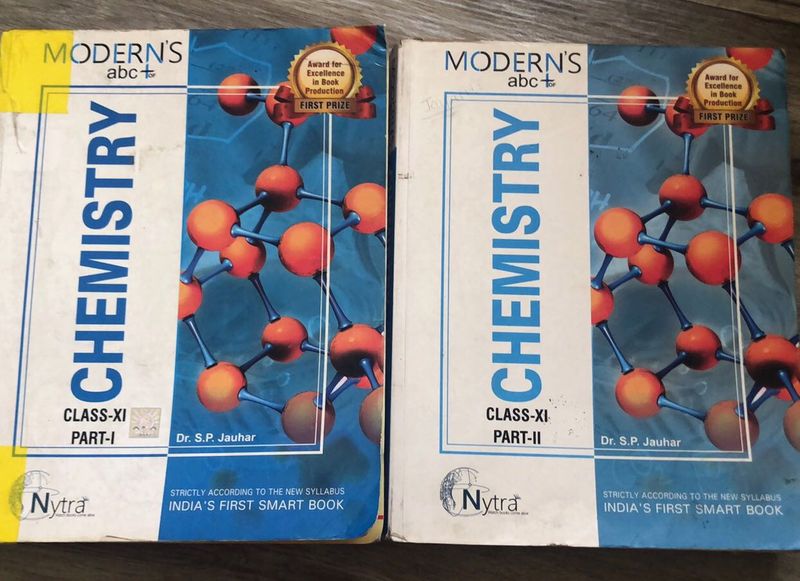 MODERN'S
abc + OF
CHEMISTRY
Award for
Excellence
in Book
Production
FIRST PRIZE
CLASS-XI
PART-I
Dr. S.P. Jauhar
Nytra
STRICTLY ACCORDING TO THE NEW SYLLABUS
INDIA'S FIRST SMART BOOK
MODERN'S
abc + OF
CHEMISTRY
Award for
Excellence
in Book
Production
FIRST PRIZE
CLASS-XI
PART-II
Dr. S.P. Jauhar
Nytra
STRICTLY ACCORDING TO THE NEW SYLLABUS
INDIA'S FIRST SMART BOOK